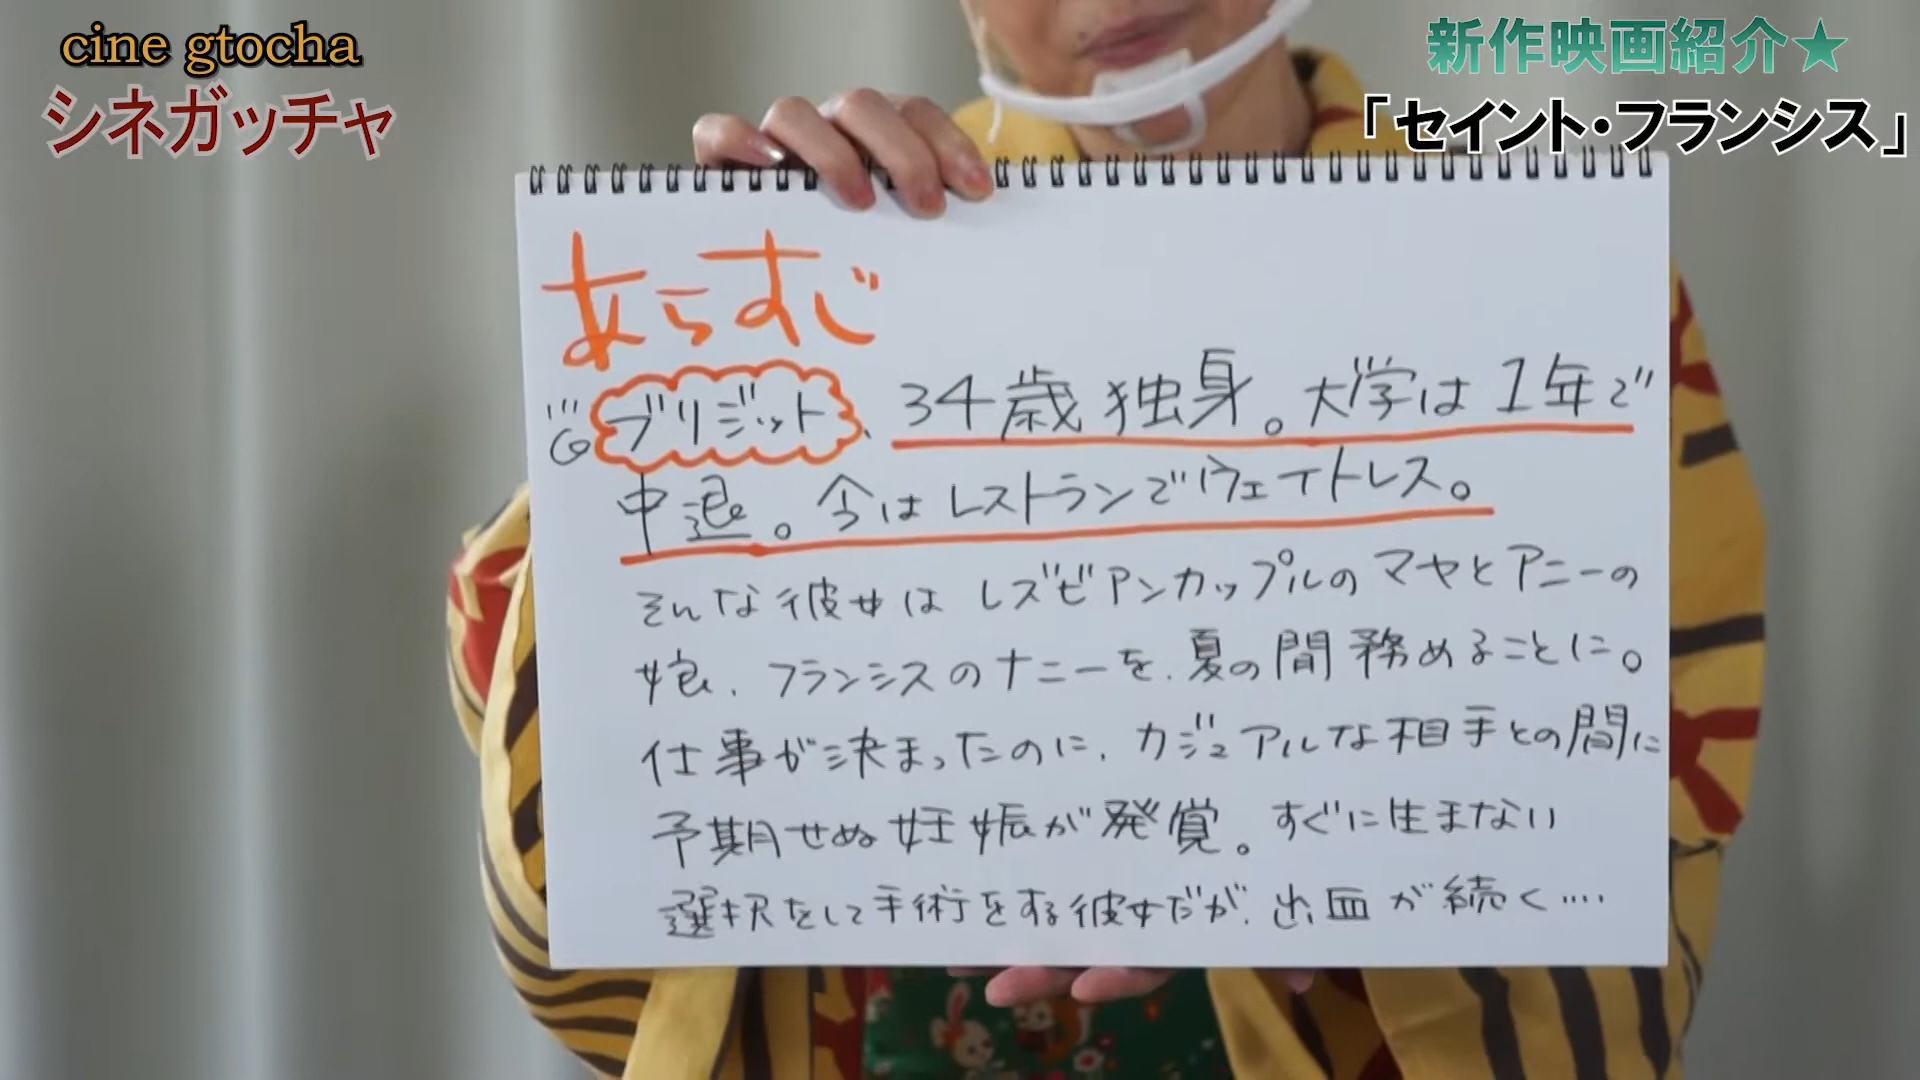 cine gtocha
シネガッチャ
新作映画紹介★
「セイント・フランシス」
あらすじ
ブリジット、34歳独身。大学は1年で
中退。今はレストランでウェイトレス。
そんな彼女はレズビアンカップルのマヤとアニーの
娘、フランシスのナニーを、夏の間務めることに。
仕事が決まったのに、カジュアルな相手との間に
予期せぬ妊娠が発覚。すぐに生まない
選択をして手術をする彼女だが、出血が続く‥‥